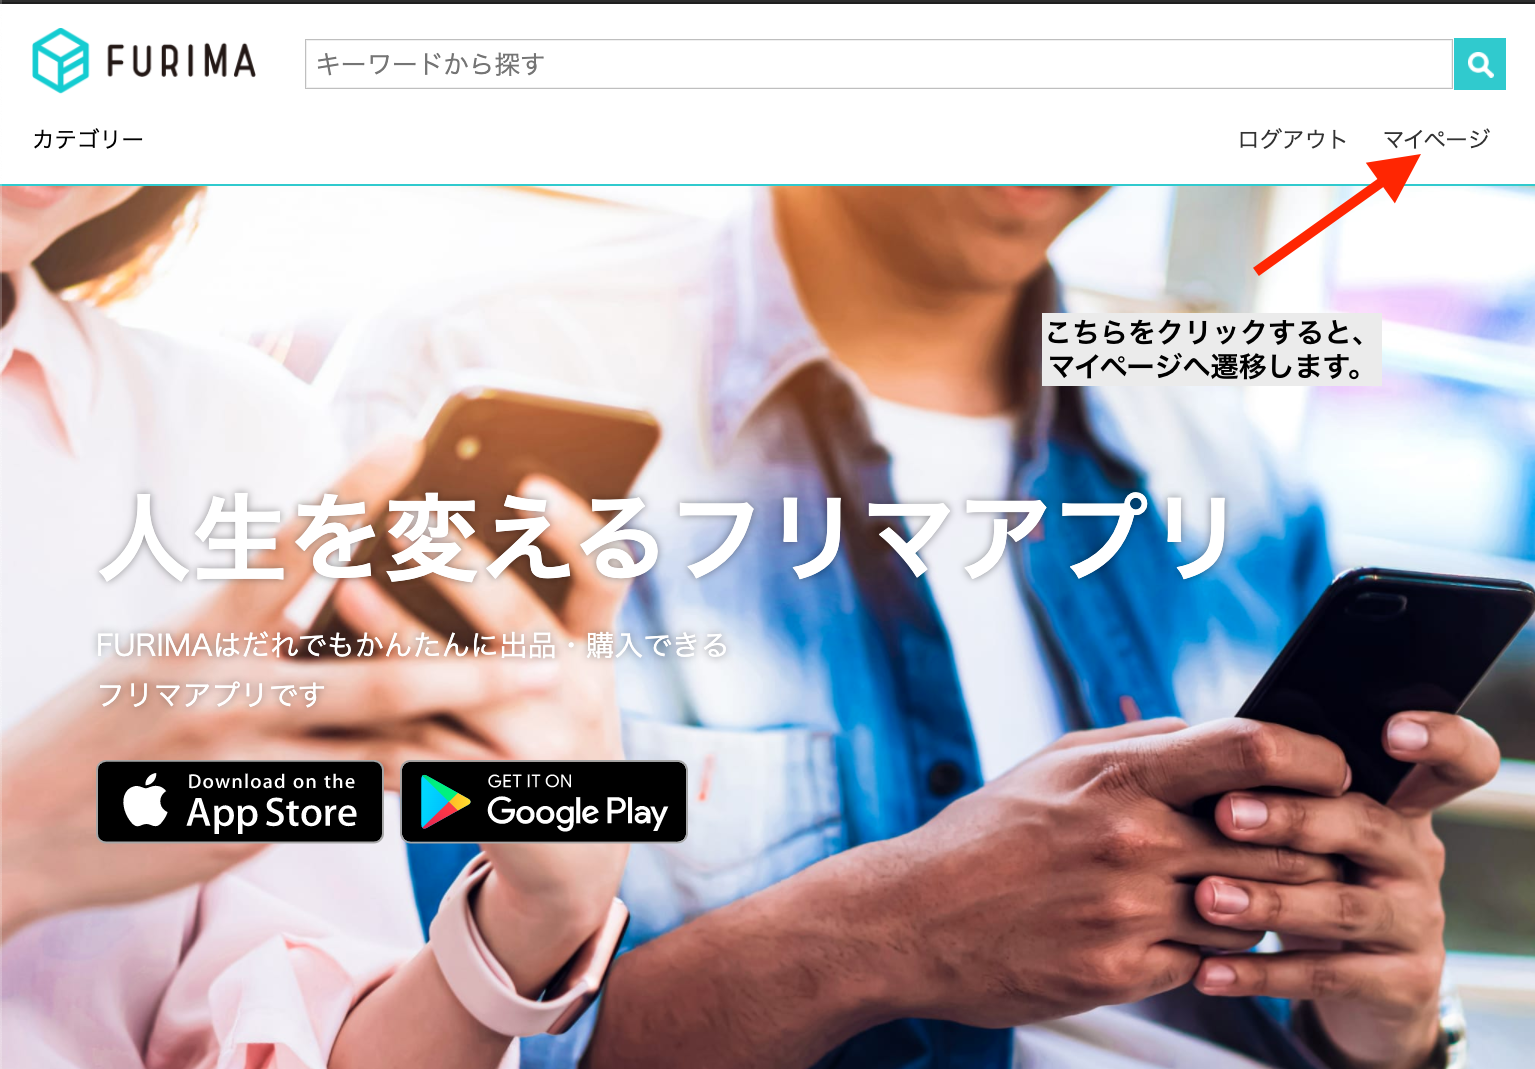 FURIMA
キーワードから探す
カテゴリー
ログアウト
マイページ
こちらをクリックすると、
マイページへ遷移します。
人生を変えるフリマアプリ
FURIMAはだれでもかんたんに出品・購入できる
フリマアプリです
Download on the
App Store
GET IT ON
Google Play